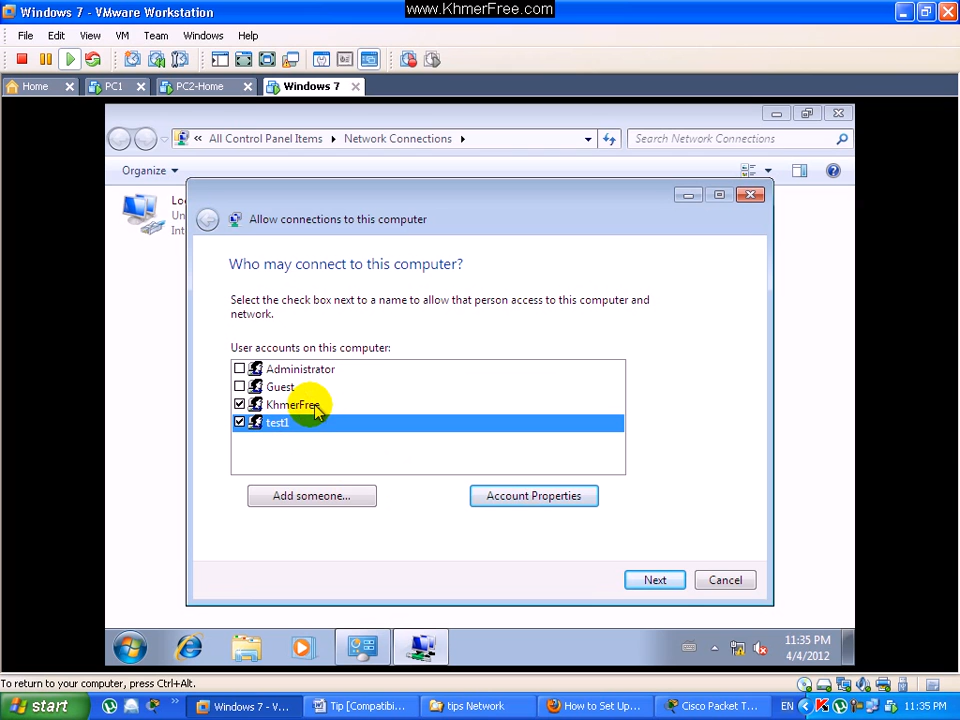 Windows 7 - VMware Workstation
www.KhmerFree.com
File Edit View VM Team Windows Help
Home PC1 PC2-Home Windows 7
« All Control Panel Items Network Connections
Search Network Connections
Organize
Lo
Un
Int
Allow connections to this computer
Who may connect to this computer?
Select the check box next to a name to allow that person access to this computer and
network.
User accounts on this computer:
Administrator
Guest
KhmerFree
test1
Add someone... Account Properties
Next Cancel
11:35 PM
4/4/2012
To return to your computer, press Ctrl+Alt.
start Windows 7 - V... Tip [Compatibi... tips Network How to Set Up... Cisco Packet T... EN 11:35 PM